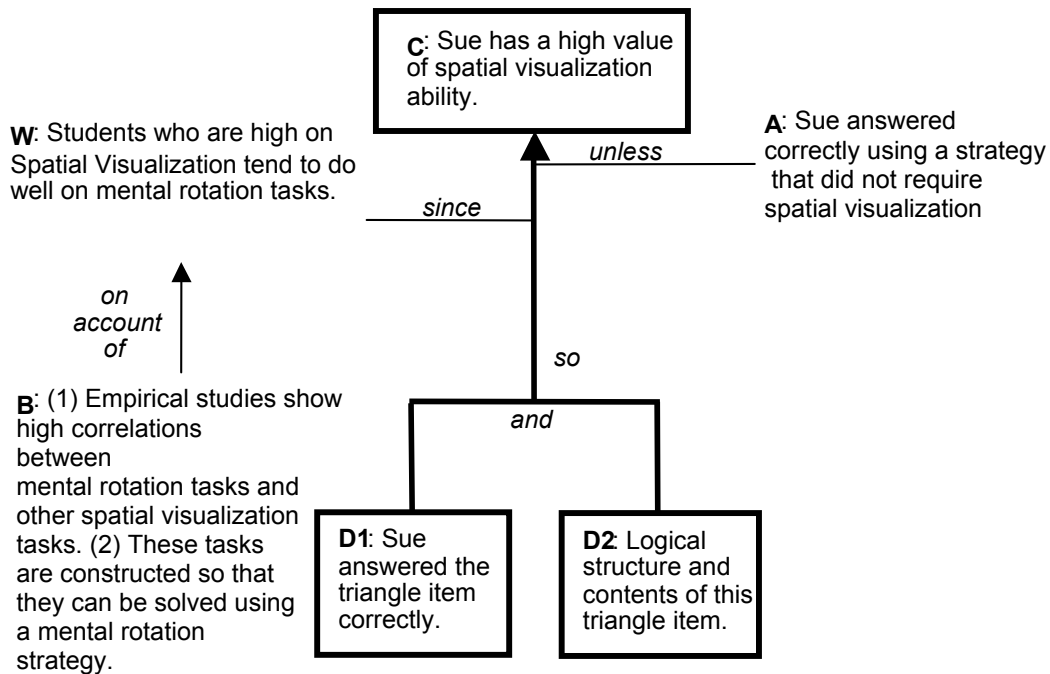 C: Sue has a high value
of spatial visualization
ability.
W: Students who are high on
Spatial Visualization tend to do
well on mental rotation tasks.
unless
A: Sue answered
correctly using a strategy
that did not require
spatial visualization
since
on
account
of
so
B: (1) Empirical studies show
high correlations
between
mental rotation tasks and
other spatial visualization
tasks. (2) These tasks
are constructed so that
they can be solved using
a mental rotation
strategy.
and
D1: Sue
answered the
triangle item
correctly.
D2: Logical
structure and
contents of this
triangle item.